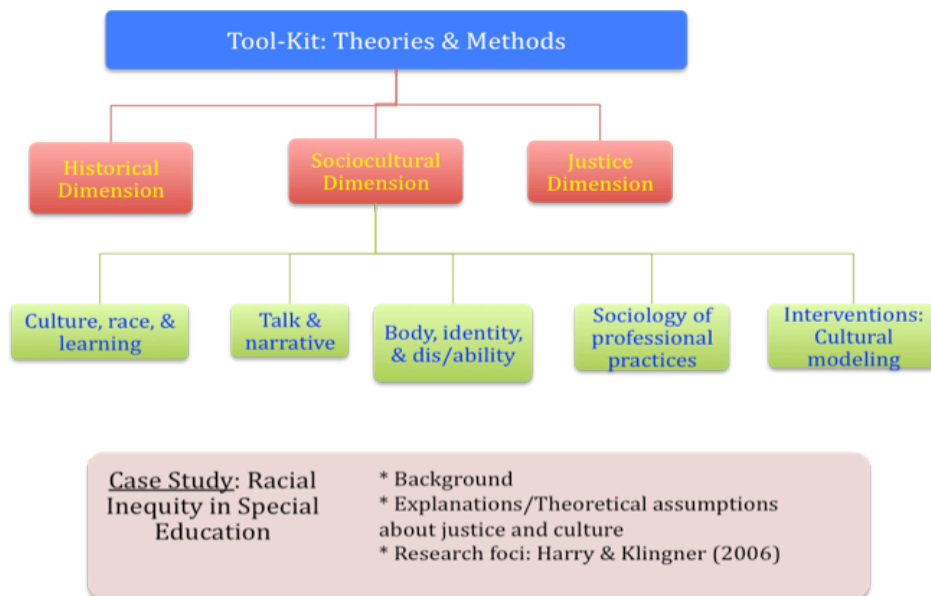 Tool-Kit: Theories & Methods
Historical
Dimension
Sociocultural
Dimension
Justice
Dimension
Culture, race, &
learning
Talk &
narrative
Body, identity,
& dis/ability
Sociology of
professional
practices
Interventions:
Cultural
modeling
Case Study: Racial
Inequity in Special
Education
* Background
* Explanations/Theoretical assumptions
about justice and culture
* Research foci: Harry & Klingner (2006)